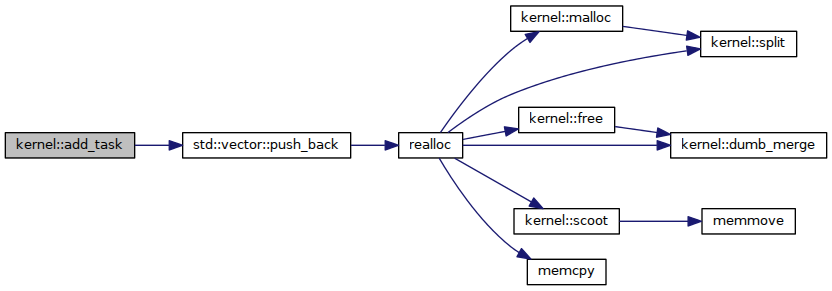 kernel::add_task
std::vector::push_back
realloc
kernel::malloc
kernel::split
kernel::free
kernel::dumb_merge
kernel::scoot
memmove
memcpy